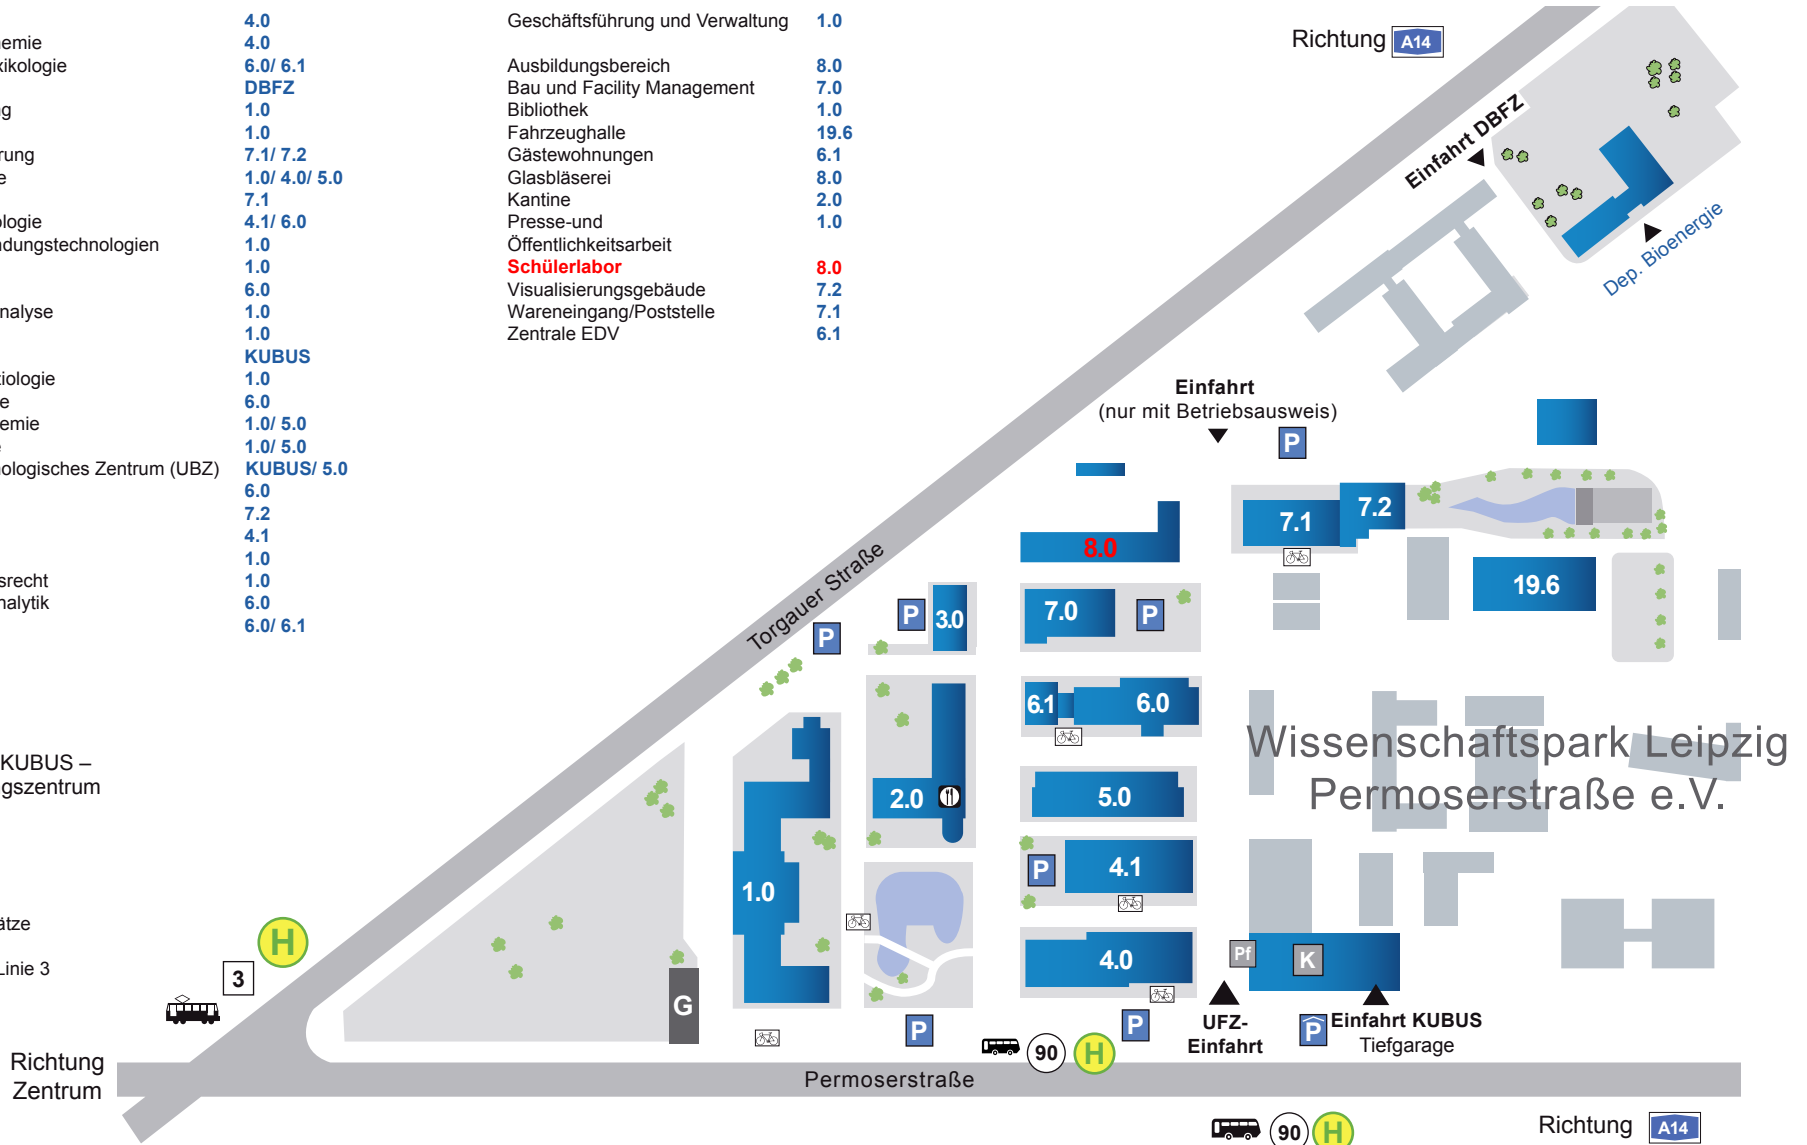 4.0
emie 4.0
xikologie 6.0/ 6.1
DBFZ
g 1.0
1.0
rung 7.1/ 7.2
e 1.0/ 4.0/ 5.0
7.1
ologie 4.1/ 6.0
ndungstechnologien 1.0
1.0
6.0
nalyse 1.0
1.0
KUBUS
ziologie 1.0
e 6.0
emie 1.0/ 5.0
e 1.0/ 5.0
nologisches Zentrum (UBZ) KUBUS/ 5.0
6.0
7.2
4.1
1.0
srecht 1.0
nalytik 6.0
6.0/ 6.1
Geschäftsführung und Verwaltung 1.0
Ausbildungsbereich 8.0
Bau und Facility Management 7.0
Bibliothek 1.0
Fahrzeughalle 19.6
Gästewohnungen 6.1
Glasbläserei 8.0
Kantine 2.0
Presse-und 1.0
Öffentlichkeitsarbeit
Schülerlabor 8.0
Visualisierungsgebäude 7.2
Wareneingang/Poststelle 7.1
Zentrale EDV 6.1
Richtung A14
Einfahrt DBFZ
Dep. Bioenergie
Einfahrt
(nur mit Betriebsausweis)
P
7.1
7.2
8.0
19.6
Torgauer Straße
P
P
3.0
7.0
P
6.1
6.0
Wissenschaftspark Leipzig
Permoserstraße e.V.
KUBUS –
gszentrum
2.0
5.0
P
4.1
1.0
ätze
Linie 3
H
3
4.0
Pf
K
G
P
P
UFZ-
Einfahrt
P
Einfahrt KUBUS
Tiefgarage
90
H
Richtung
Zentrum
Permoserstraße
90
H
Richtung A14